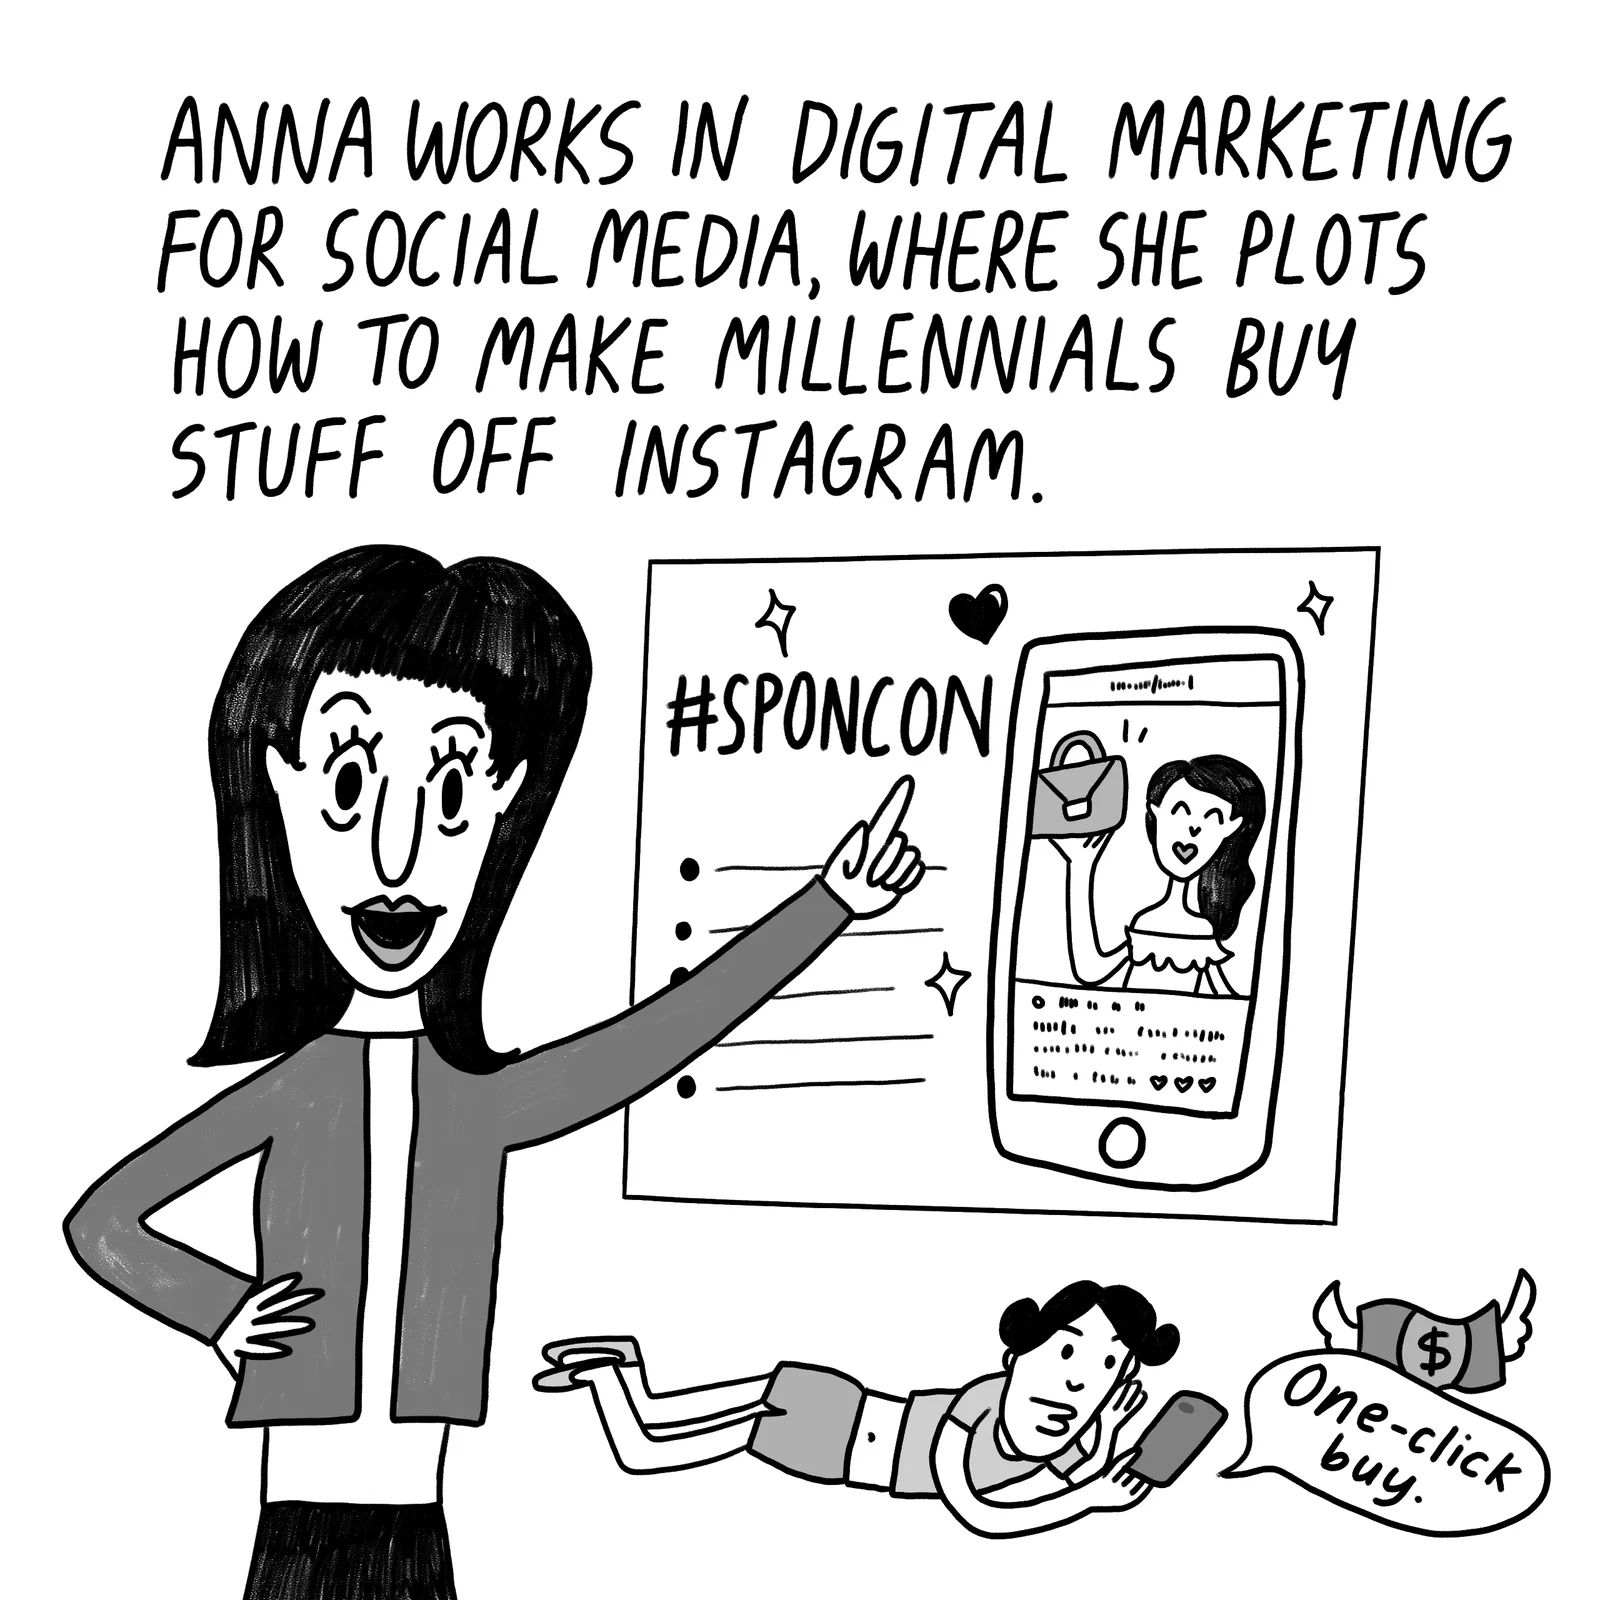 ANNA WORKS IN DIGITAL MARKETING
FOR SOCIAL MEDIA, WHERE SHE PLOTS
HOW TO MAKE MILLENNIALS BUY
STUFF OFF INSTAGRAM.
#SPONCON
$
One-click
buy.